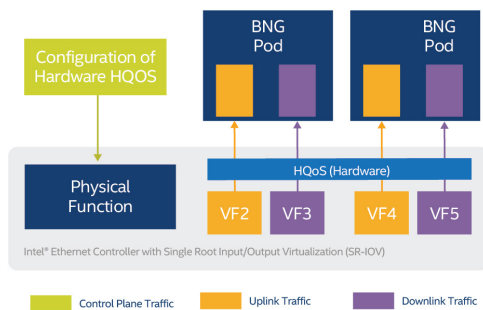 Configuration of
Hardware HQOS
BNG
Pod
BNG
Pod
Physical
Function
HQoS (Hardware)
VF2
VF3
VF4
VF5
Intel® Ethernet Controller with Single Root Input/Output Virtualization (SR-IOV)
Control Plane Traffic
Uplink Traffic
Downlink Traffic